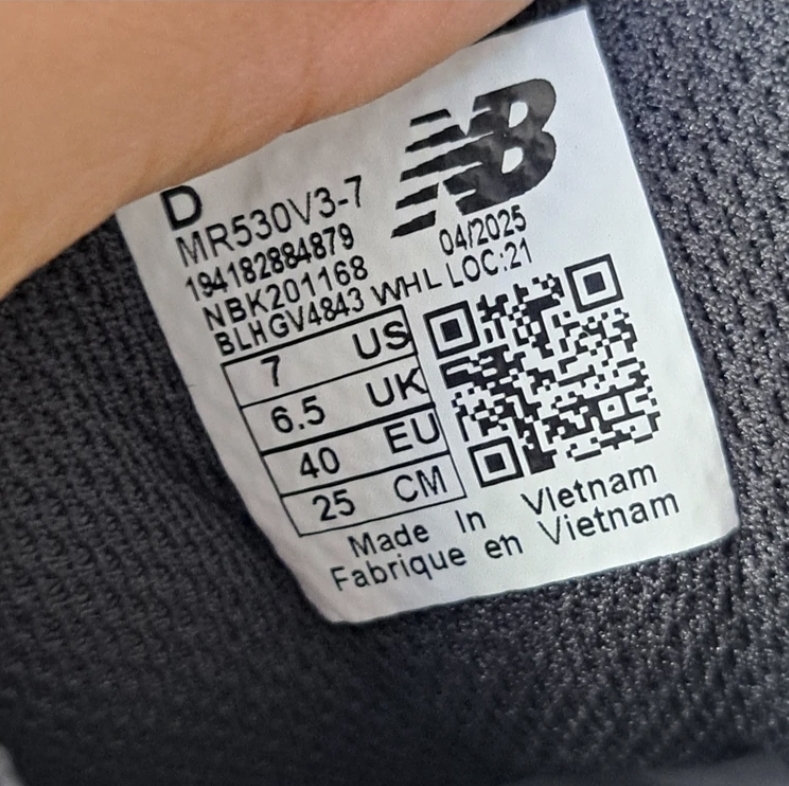 NB
D
MR530V3-7
194182884879
04/2025
NBK201168
BLHGV4843 WHL LOC:21
7 US
6.5 UK
40 EU
25 CM
Made In VIetnam
Fabrique en Vietnam